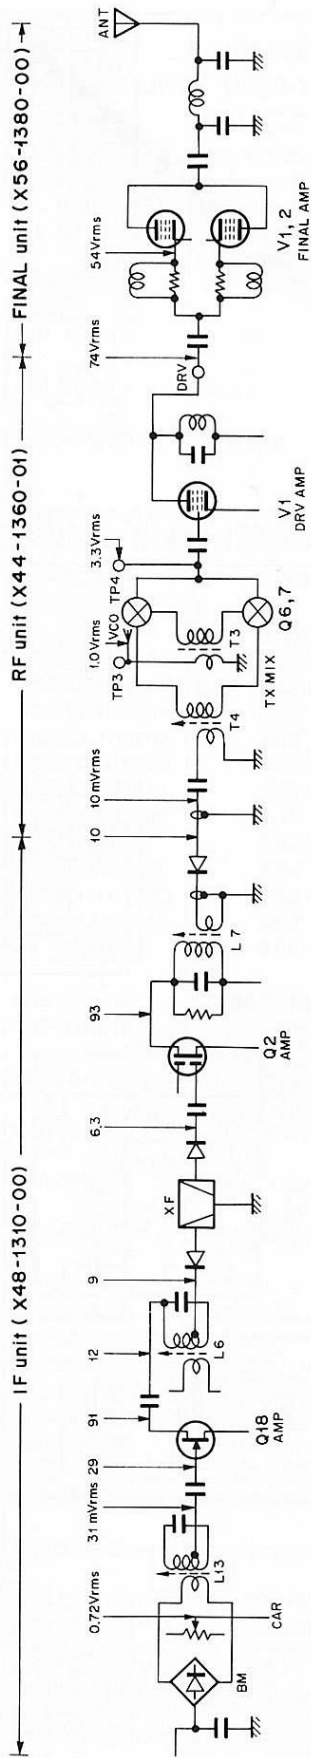 IF unit (X48-1310-00)
RF unit (X44-1360-01)
FINAL unit (X56-1380-00)
0.72Vrms
31mVrms
29
91
12
9
6.3
93
10
10mVrms
1.0Vrms
VCO
3.3Vrms
74Vrms
54Vrms
ANT
TP3
TP4
DRV
BM
CAR
L13
Q18
AMP
L6
XF
Q2
AMP
L7
T4
T3
TX MIX
Q6,7
V1
DRV AMP
V1,2
FINAL AMP